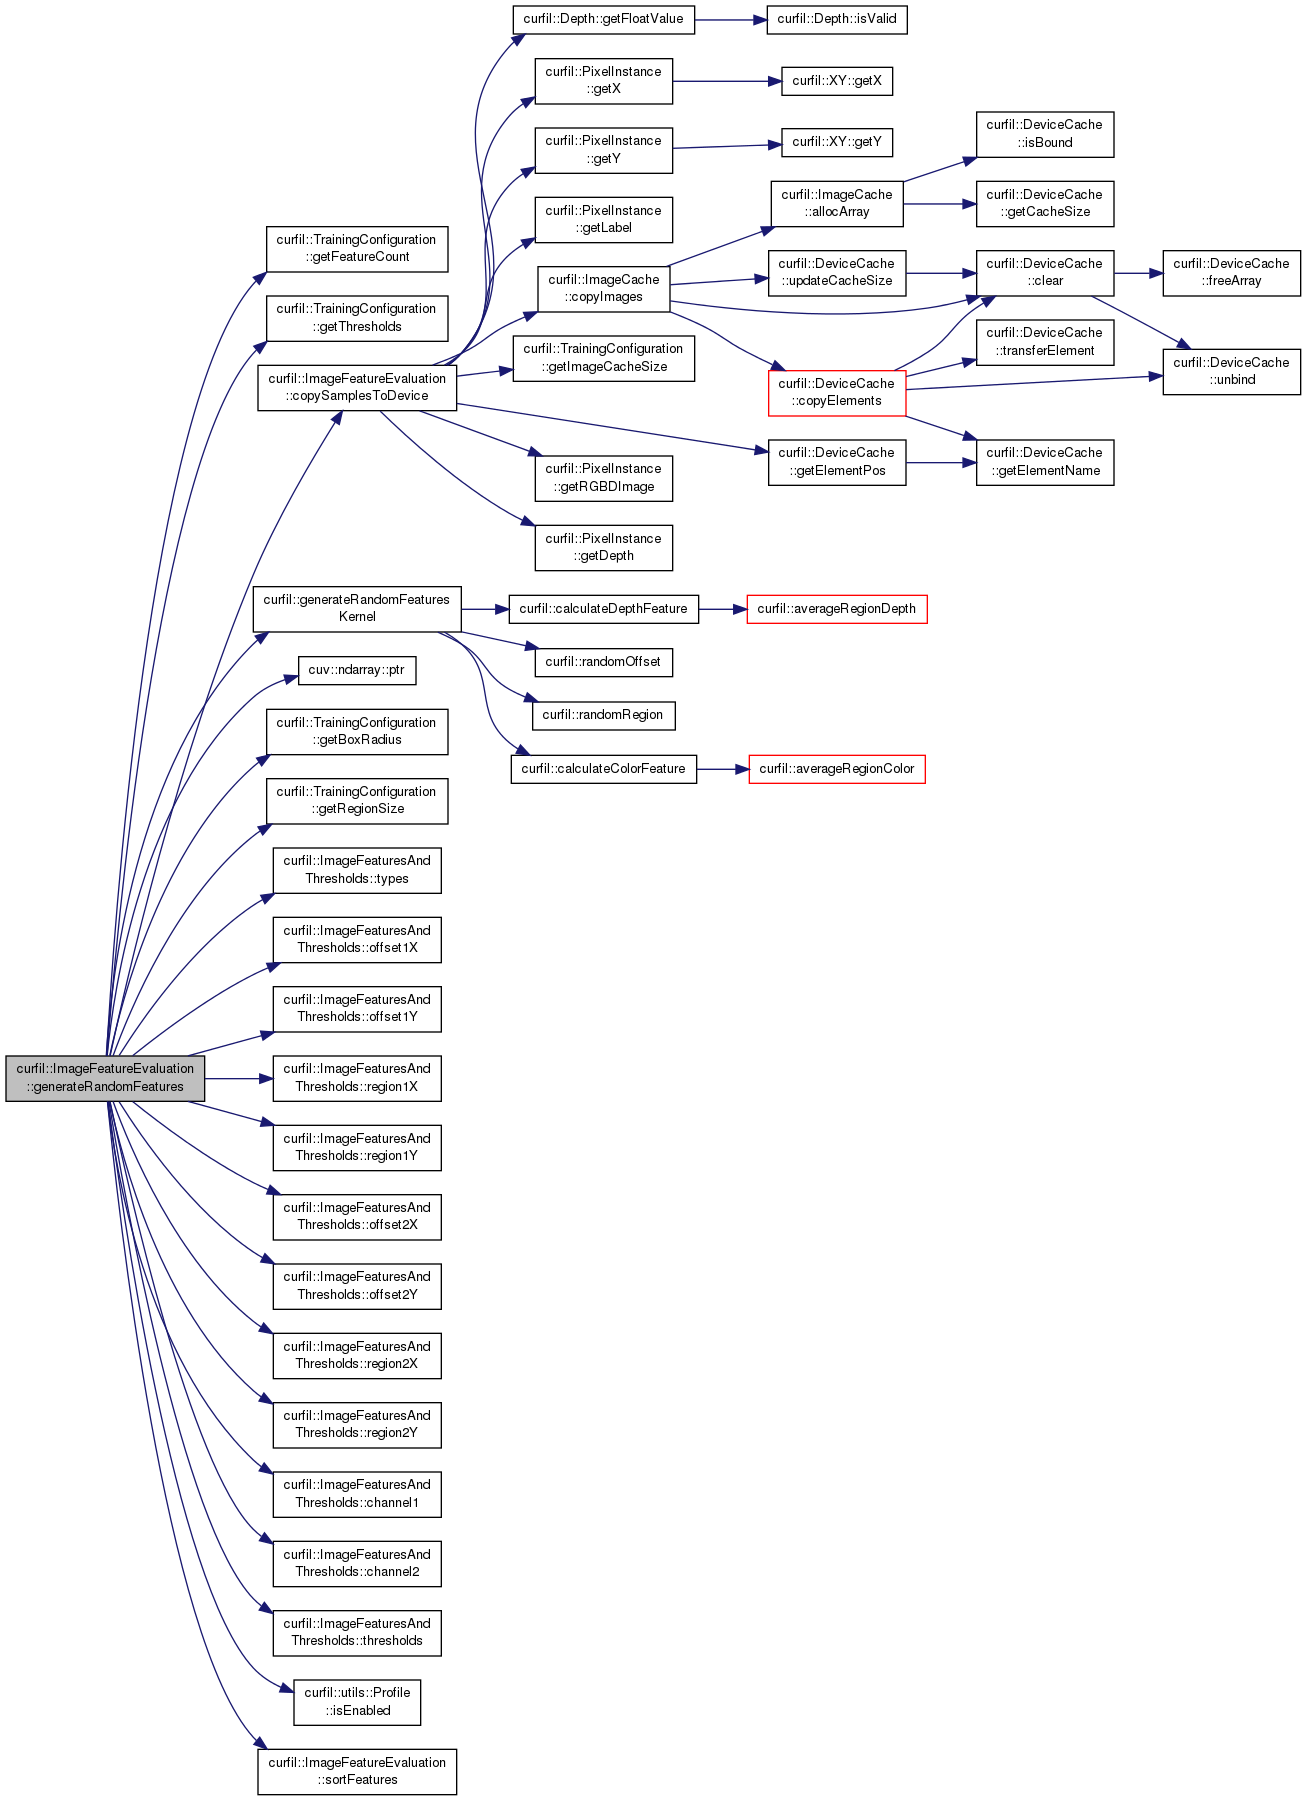 curfil::Depth::getFloatValue
curfil::Depth::isValid
curfil::PixelInstance
::getX
curfil::XY::getX
curfil::PixelInstance
::getY
curfil::XY::getY
curfil::DeviceCache
::isBound
curfil::ImageCache
::allocArray
curfil::DeviceCache
::getCacheSize
curfil::PixelInstance
::getLabel
curfil::TrainingConfiguration
::getFeatureCount
curfil::ImageCache
::copyImages
curfil::DeviceCache
::updateCacheSize
curfil::DeviceCache
::clear
curfil::DeviceCache
::freeArray
curfil::TrainingConfiguration
::getThresholds
curfil::DeviceCache
::transferElement
curfil::TrainingConfiguration
::getImageCacheSize
curfil::DeviceCache
::unbind
curfil::ImageFeatureEvaluation
::copySamplesToDevice
curfil::DeviceCache
::copyElements
curfil::DeviceCache
::getElementPos
curfil::DeviceCache
::getElementName
curfil::PixelInstance
::getRGBDImage
curfil::PixelInstance
::getDepth
curfil::generateRandomFeatures
Kernel
curfil::calculateDepthFeature
curfil::averageRegionDepth
curfil::randomOffset
cuv::ndarray::ptr
curfil::randomRegion
curfil::TrainingConfiguration
::getBoxRadius
curfil::calculateColorFeature
curfil::averageRegionColor
curfil::TrainingConfiguration
::getRegionSize
curfil::ImageFeaturesAnd
Thresholds::types
curfil::ImageFeaturesAnd
Thresholds::offset1X
curfil::ImageFeaturesAnd
Thresholds::offset1Y
curfil::ImageFeatureEvaluation
::generateRandomFeatures
curfil::ImageFeaturesAnd
Thresholds::region1X
curfil::ImageFeaturesAnd
Thresholds::region1Y
curfil::ImageFeaturesAnd
Thresholds::offset2X
curfil::ImageFeaturesAnd
Thresholds::offset2Y
curfil::ImageFeaturesAnd
Thresholds::region2X
curfil::ImageFeaturesAnd
Thresholds::region2Y
curfil::ImageFeaturesAnd
Thresholds::channel1
curfil::ImageFeaturesAnd
Thresholds::channel2
curfil::ImageFeaturesAnd
Thresholds::thresholds
curfil::utils::Profile
::isEnabled
curfil::ImageFeatureEvaluation
::sortFeatures